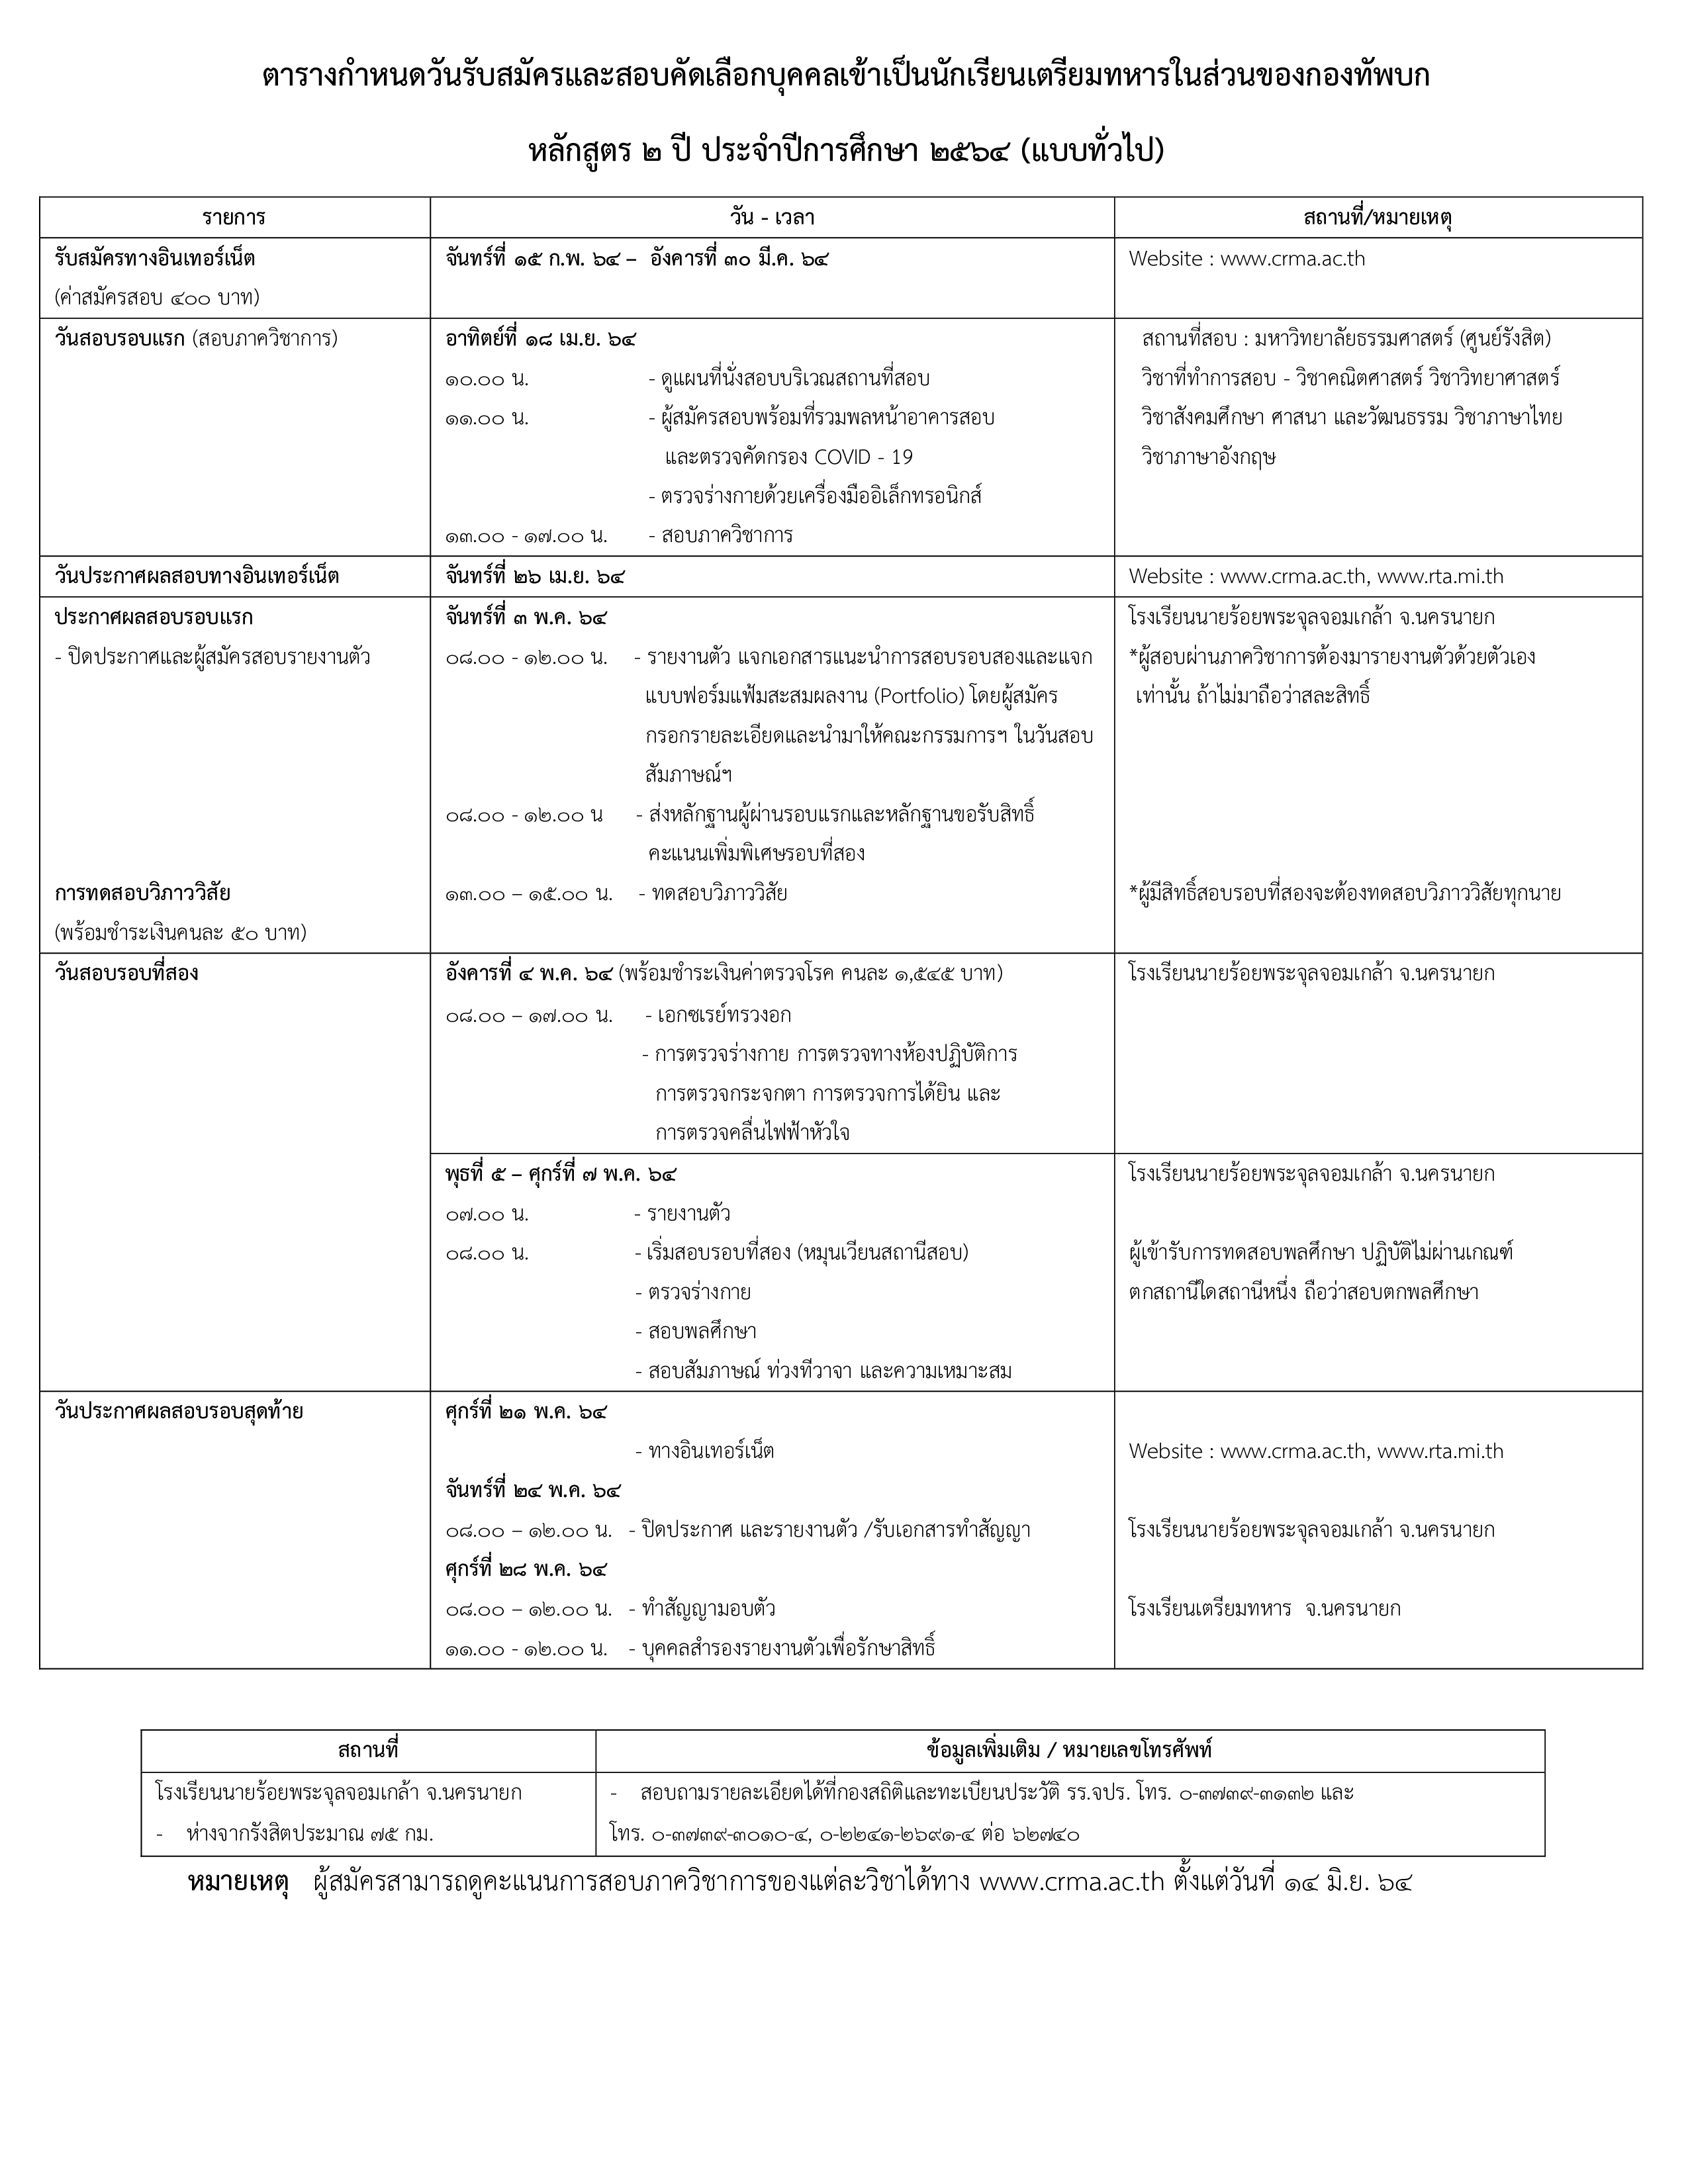 ตารางกำหนดวันรับสมัครและสอบคัดเลือกบุคคลเข้าเป็นนักเรียนเตรียมทหารในส่วนของกองทัพบก
หลักสูตร ๒ ปี ประจำปีการศึกษา ๒๕๖๔ (แบบทั่วไป)
รายการ วัน - เวลา สถานที่/หมายเหตุ
รับสมัครทางอินเทอร์เน็ต จันทร์ที่ ๑๕ ก.พ. ๖๔ – อังคารที่ ๓๐ มี.ค. ๖๔ Website : www.crma.ac.th
(ค่าสมัครสอบ ๔๐๐ บาท)
วันสอบรอบแรก (สอบภาควิชาการ) อาทิตย์ที่ ๑๘ เม.ย. ๖๔ สถานที่สอบ : มหาวิทยาลัยธรรมศาสตร์ (ศูนย์รังสิต)
๑๐.๐๐ น. - ดูแผนที่นั่งสอบบริเวณสถานที่สอบ วิชาที่ทำการสอบ - วิชาคณิตศาสตร์ วิชาวิทยาศาสตร์
๑๑.๐๐ น. - ผู้สมัครสอบพร้อมที่รวมพลหน้าอาคารสอบ วิชาสังคมศึกษา ศาสนา และวัฒนธรรม วิชาภาษาไทย
และตรวจคัดกรอง COVID - 19 วิชาภาษาอังกฤษ
- ตรวจร่างกายด้วยเครื่องมืออิเล็กทรอนิกส์
๑๓.๐๐ - ๑๗.๐๐ น. - สอบภาควิชาการ
วันประกาศผลสอบทางอินเทอร์เน็ต จันทร์ที่ ๒๖ เม.ย. ๖๔ Website : www.crma.ac.th, www.rta.mi.th
ประกาศผลสอบรอบแรก จันทร์ที่ ๓ พ.ค. ๖๔ โรงเรียนนายร้อยพระจุลจอมเกล้า จ.นครนายก
- ปิดประกาศและผู้สมัครสอบรายงานตัว ๐๘.๐๐ - ๑๒.๐๐ น. - รายงานตัว แจกเอกสารแนะนำการสอบรอบสองและแจก *ผู้สอบผ่านภาควิชาการต้องมารายงานตัวด้วยตัวเอง
แบบฟอร์มแฟ้มสะสมผลงาน (Portfolio) โดยผู้สมัคร เท่านั้น ถ้าไม่มาถือว่าสละสิทธิ์
กรอกรายละเอียดและนำมาให้คณะกรรมการฯ ในวันสอบ
สัมภาษณ์ฯ
๐๘.๐๐ - ๑๒.๐๐ น - ส่งหลักฐานผู้ผ่านรอบแรกและหลักฐานขอรับสิทธิ์
คะแนนเพิ่มพิเศษรอบที่สอง
การทดสอบวิภาววิสัย ๑๓.๐๐ – ๑๕.๐๐ น. - ทดสอบวิภาววิสัย *ผู้มีสิทธิ์สอบรอบที่สองจะต้องทดสอบวิภาววิสัยทุกนาย
(พร้อมชำระเงินคนละ ๕๐ บาท)
วันสอบรอบที่สอง อังคารที่ ๔ พ.ค. ๖๔ (พร้อมชำระเงินค่าตรวจโรค คนละ ๑,๕๔๕ บาท) โรงเรียนนายร้อยพระจุลจอมเกล้า จ.นครนายก
๐๘.๐๐ – ๑๗.๐๐ น. - เอกซเรย์ทรวงอก
- การตรวจร่างกาย การตรวจทางห้องปฏิบัติการ
การตรวจกระจกตา การตรวจการได้ยิน และ
การตรวจคลื่นไฟฟ้าหัวใจ
พุธที่ ๕ – ศุกร์ที่ ๗ พ.ค. ๖๔ โรงเรียนนายร้อยพระจุลจอมเกล้า จ.นครนายก
๐๗.๐๐ น. - รายงานตัว
๐๘.๐๐ น. - เริ่มสอบรอบที่สอง (หมุนเวียนสถานีสอบ) ผู้เข้ารับการทดสอบพลศึกษา ปฏิบัติไม่ผ่านเกณฑ์
- ตรวจร่างกาย ตกสถานีใดสถานีหนึ่ง ถือว่าสอบตกพลศึกษา
- สอบพลศึกษา
- สอบสัมภาษณ์ ท่วงทีวาจา และความเหมาะสม
วันประกาศผลสอบรอบสุดท้าย ศุกร์ที่ ๒๑ พ.ค. ๖๔
- ทางอินเทอร์เน็ต Website : www.crma.ac.th, www.rta.mi.th
จันทร์ที่ ๒๔ พ.ค. ๖๔
๐๘.๐๐ – ๑๒.๐๐ น. - ปิดประกาศ และรายงานตัว /รับเอกสารทำสัญญา โรงเรียนนายร้อยพระจุลจอมเกล้า จ.นครนายก
ศุกร์ที่ ๒๘ พ.ค. ๖๔
๐๘.๐๐ – ๑๒.๐๐ น. - ทำสัญญามอบตัว โรงเรียนเตรียมทหาร จ.นครนายก
๑๑.๐๐ - ๑๒.๐๐ น. - บุคคลสำรองรายงานตัวเพื่อรักษาสิทธิ์
สถานที่ ข้อมูลเพิ่มเติม / หมายเลขโทรศัพท์
โรงเรียนนายร้อยพระจุลจอมเกล้า จ.นครนายก - สอบถามรายละเอียดได้ที่กองสถิติและทะเบียนประวัติ รร.จปร. โทร. ๐-๓๗๓๙-๓๑๓๒ และ
- ห่างจากรังสิตประมาณ ๗๕ กม. โทร. ๐-๓๗๓๙-๓๐๑๐-๔, ๐-๒๒๔๑-๒๖๙๑-๔ ต่อ ๖๒๗๔๐
หมายเหตุ ผู้สมัครสามารถดูคะแนนการสอบภาควิชาการของแต่ละวิชาได้ทาง www.crma.ac.th ตั้งแต่วันที่ ๑๔ มิ.ย. ๖๔